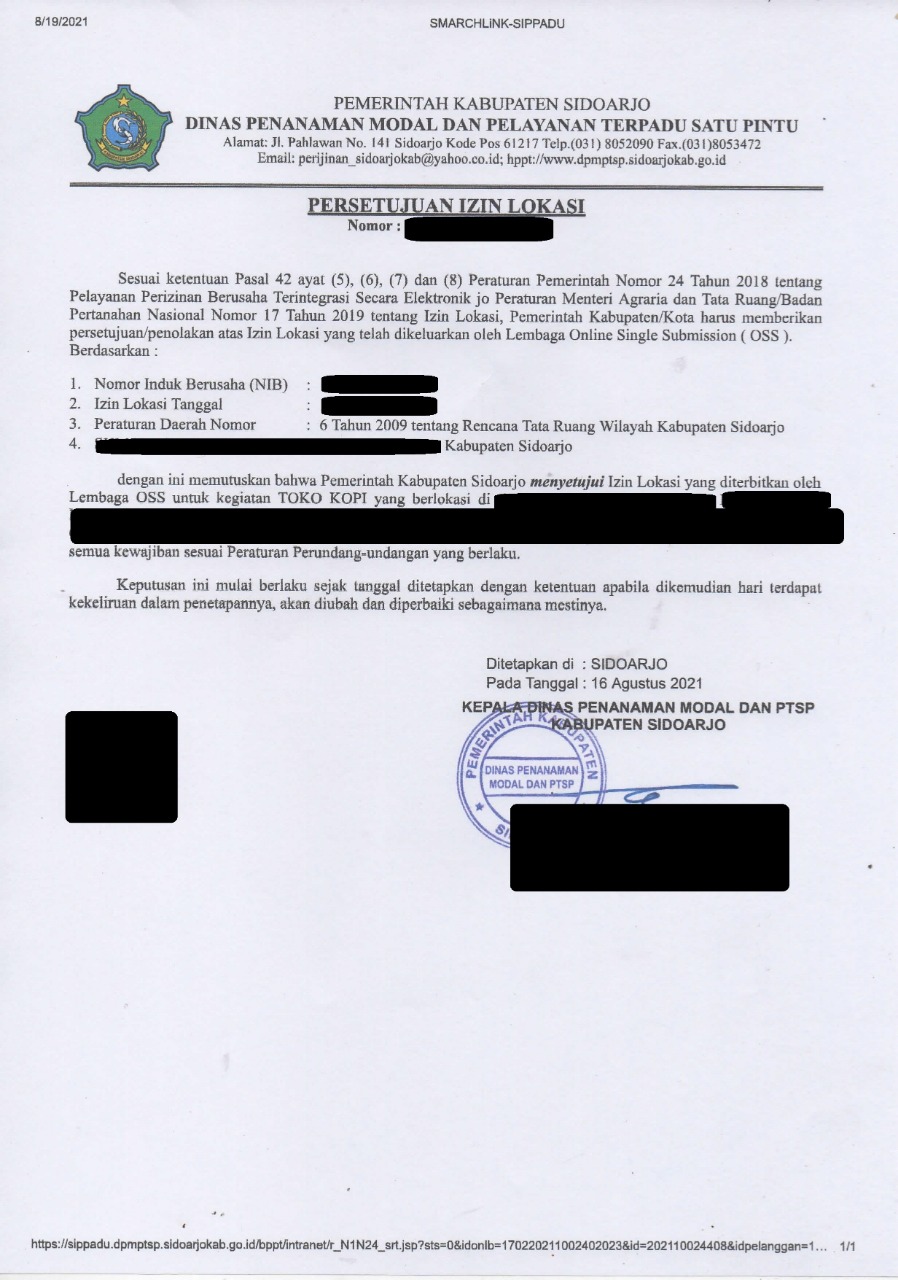 8/19/2021
SMARCHLiNK-SIPPADU
PEMERINTAH KABUPATEN SIDOARJO
DINAS PENANAMAN MODAL DAN PELAYANAN TERPADU SATU PINTU
Alamat: Jl. Pahlawan No. 141 Sidoarjo Kode Pos 61217 Telp.(031) 8052090 Fax.(031)8053472
Email: perijinan_sidoarjokab@yahoo.co.id; hppt://www.dpmptsp.sidoarjokab.go.id
PERSETUJUAN IZIN LOKASI
Nomor :
Sesuai ketentuan Pasal 42 ayat (5), (6), (7) dan (8) Peraturan Pemerintah Nomor 24 Tahun 2018 tentang
Pelayanan Perizinan Berusaha Terintegrasi Secara Elektronik jo Peraturan Menteri Agraria dan Tata Ruang/Badan
Pertanahan Nasional Nomor 17 Tahun 2019 tentang Izin Lokasi, Pemerintah Kabupaten/Kota harus memberikan
persetujuan/penolakan atas Izin Lokasi yang telah dikeluarkan oleh Lembaga Online Single Submission ( OSS ).
Berdasarkan :
1. Nomor Induk Berusaha (NIB) :
2. Izin Lokasi Tanggal :
3. Peraturan Daerah Nomor : 6 Tahun 2009 tentang Rencana Tata Ruang Wilayah Kabupaten Sidoarjo
4. Kabupaten Sidoarjo
dengan ini memutuskan bahwa Pemerintah Kabupaten Sidoarjo menyetujui Izin Lokasi yang diterbitkan oleh
Lembaga OSS untuk kegiatan TOKO KOPI yang berlokasi di
semua kewajiban sesuai Peraturan Perundang-undangan yang berlaku.
Keputusan ini mulai berlaku sejak tanggal ditetapkan dengan ketentuan apabila dikemudian hari terdapat
kekeliruan dalam penetapannya, akan diubah dan diperbaiki sebagaimana mestinya.
Ditetapkan di : SIDOARJO
Pada Tanggal : 16 Agustus 2021
KEPALA DINAS PENANAMAN MODAL DAN PTSP
KABUPATEN SIDOARJO
PEMERINTAH KABUPATEN
DINAS PENANAMAN
MODAL DAN PTSP
https://sippadu.dpmptsp.sidoarjokab.go.id/bppt/intranet/r_N1N24_srt.jsp?sts=0&idonlb=170220211002402023&id=202110024408&idpelanggan=1... 1/1